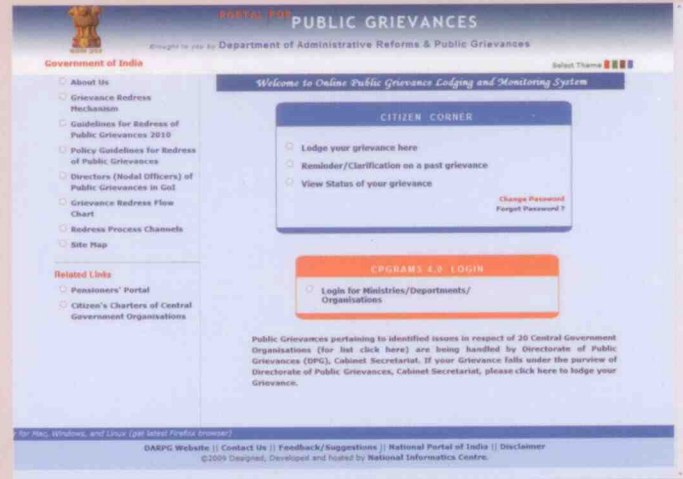 PORTAL FOR PUBLIC GRIEVANCES
Brought to you by Department of Administrative Reforms & Public Grievances
Government of India
Select Theme
About Us
Grievance Redress
Mechanism
Guidelines for Redress of
Public Grievances 2010
Policy Guidelines for Redress
of Public Grievances
Directors (Nodal Officers) of
Public Grievances in GoI
Grievance Redress Flow
Chart
Redress Process Channels
Site Map
Related Links
Pensioners' Portal
Citizen's Charters of Central
Government Organisations
Welcome to Online Public Grievance Lodging and Monitoring System
CITIZEN CORNER
Lodge your grievance here
Reminder/Clarification on a past grievance
View Status of your grievance
Change Password
Forgot Password ?
CPGRAMS 4.0 LOGIN
Login for Ministries/Departments/
Organisations
Public Grievances pertaining to identified issues in respect of 20 Central Government
Organisations (for list click here) are being handled by Directorate of Public
Grievances (DPG), Cabinet Secretariat. If your Grievance falls under the purview of
Directorate of Public Grievances, Cabinet Secretariat, please click here to lodge your
Grievance.
for Mac, Windows, and Linux (get latest Firefox browser)
DARPG Website || Contact Us || Feedback/Suggestions || National Portal of India || Disclaimer
©2009 Designed, Developed and hosted by National Informatics Centre.